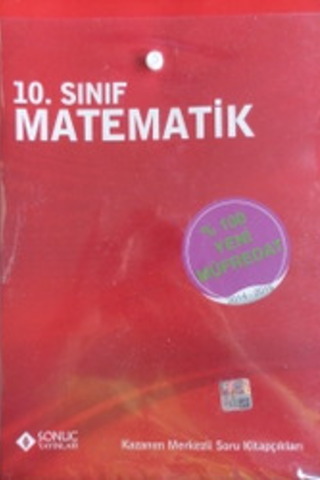 10. SINIF
MATEMATİK
% 100
YENİ
MÜFREDAT
SONUÇ
YAYINLARI
Kazanım Merkezli Soru Kitapçıkları